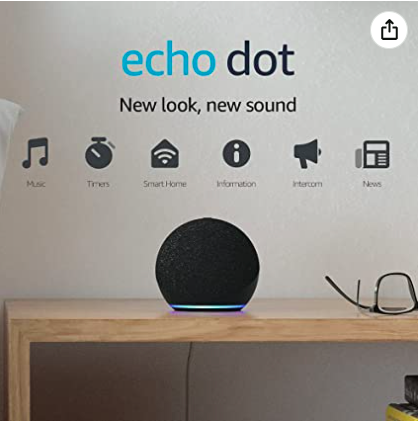 echo dot
New look, new sound
Music
Timers
Smart Home
Information
Intercom
News